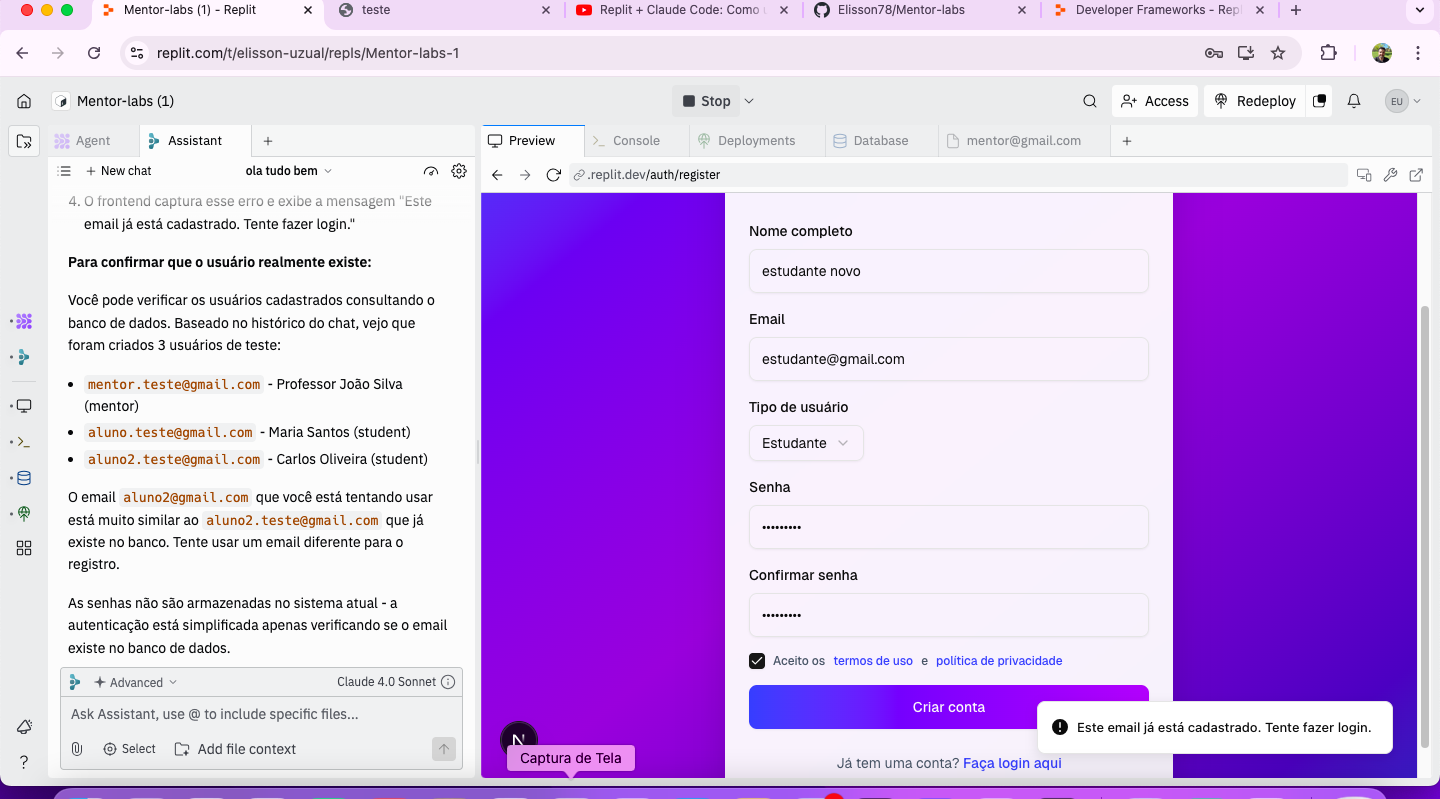 Mentor-labs (1) - Replit
teste
Replit + Claude Code: Como
Elisson78/Mentor-labs
Developer Frameworks - Repl
replit.com/t/elisson-uzual/repls/Mentor-labs-1
Mentor-labs (1)
Stop
Access
Redeploy
EU
Agent
Assistant
Preview
Console
Deployments
Database
mentor@gmail.com
New chat
ola tudo bem
.replit.dev/auth/register
4. O frontend captura esse erro e exibe a mensagem "Este
email já está cadastrado. Tente fazer login."
Para confirmar que o usuário realmente existe:
Você pode verificar os usuários cadastrados consultando o
banco de dados. Baseado no histórico do chat, vejo que
foram criados 3 usuários de teste:
• mentor.teste@gmail.com - Professor João Silva
(mentor)
• aluno.teste@gmail.com - Maria Santos (student)
• aluno2.teste@gmail.com - Carlos Oliveira (student)
O email aluno2@gmail.com que você está tentando usar
está muito similar ao aluno2.teste@gmail.com que já
existe no banco. Tente usar um email diferente para o
registro.
As senhas não são armazenadas no sistema atual - a
autenticação está simplificada apenas verificando se o email
existe no banco de dados.
Advanced
Claude 4.0 Sonnet
Ask Assistant, use @ to include specific files...
Select
Add file context
Nome completo
estudante novo
Email
estudante@gmail.com
Tipo de usuário
Estudante
Senha
•••••••••
Confirmar senha
•••••••••
Aceito os termos de uso e política de privacidade
Criar conta
Este email já está cadastrado. Tente fazer login.
Já tem uma conta? Faça login aqui
N
Captura de Tela